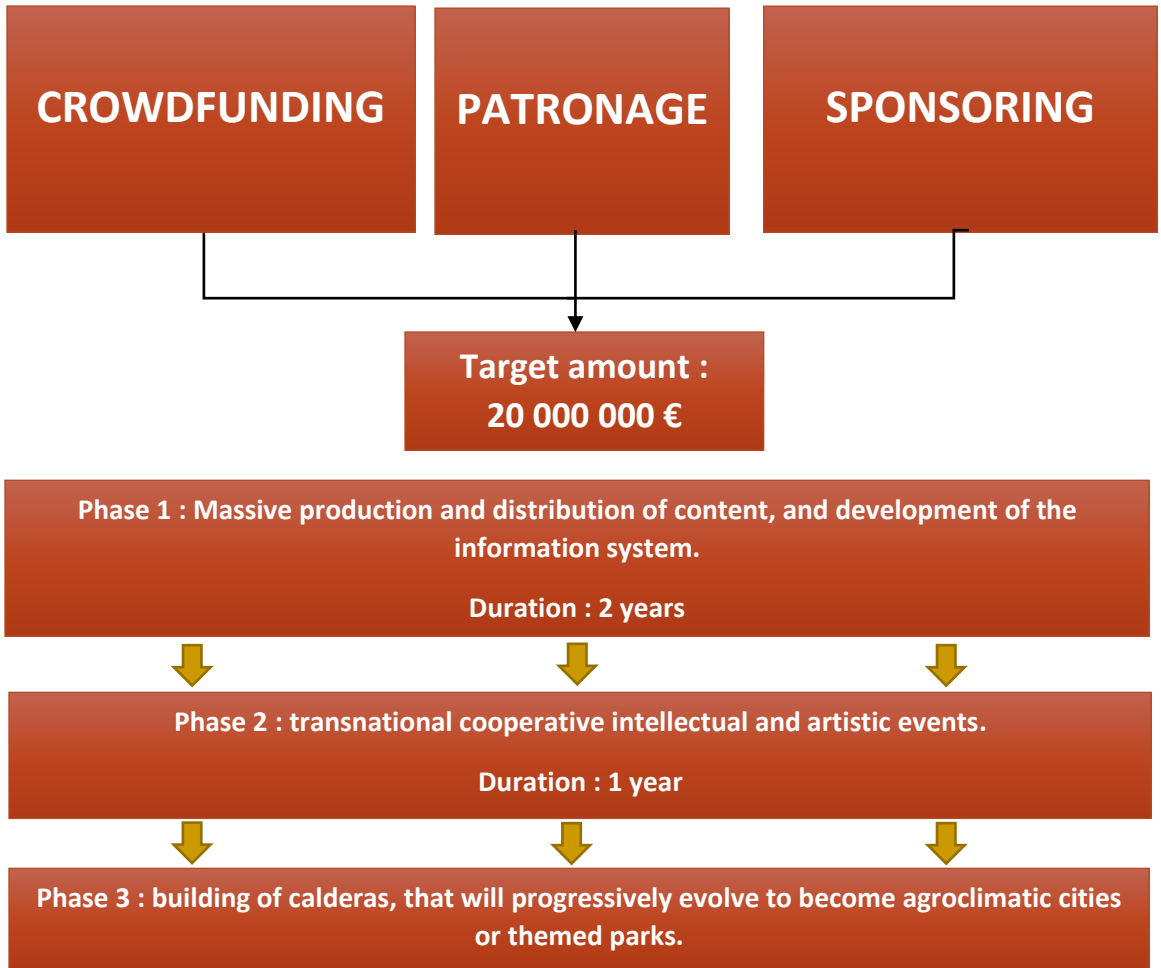 CROWDFUNDING
PATRONAGE
SPONSORING
Target amount :
20 000 000 €
Phase 1 : Massive production and distribution of content, and development of the
information system.
Duration : 2 years
Phase 2 : transnational cooperative intellectual and artistic events.
Duration : 1 year
Phase 3 : building of calderas, that will progressively evolve to become agroclimatic cities
or themed parks.